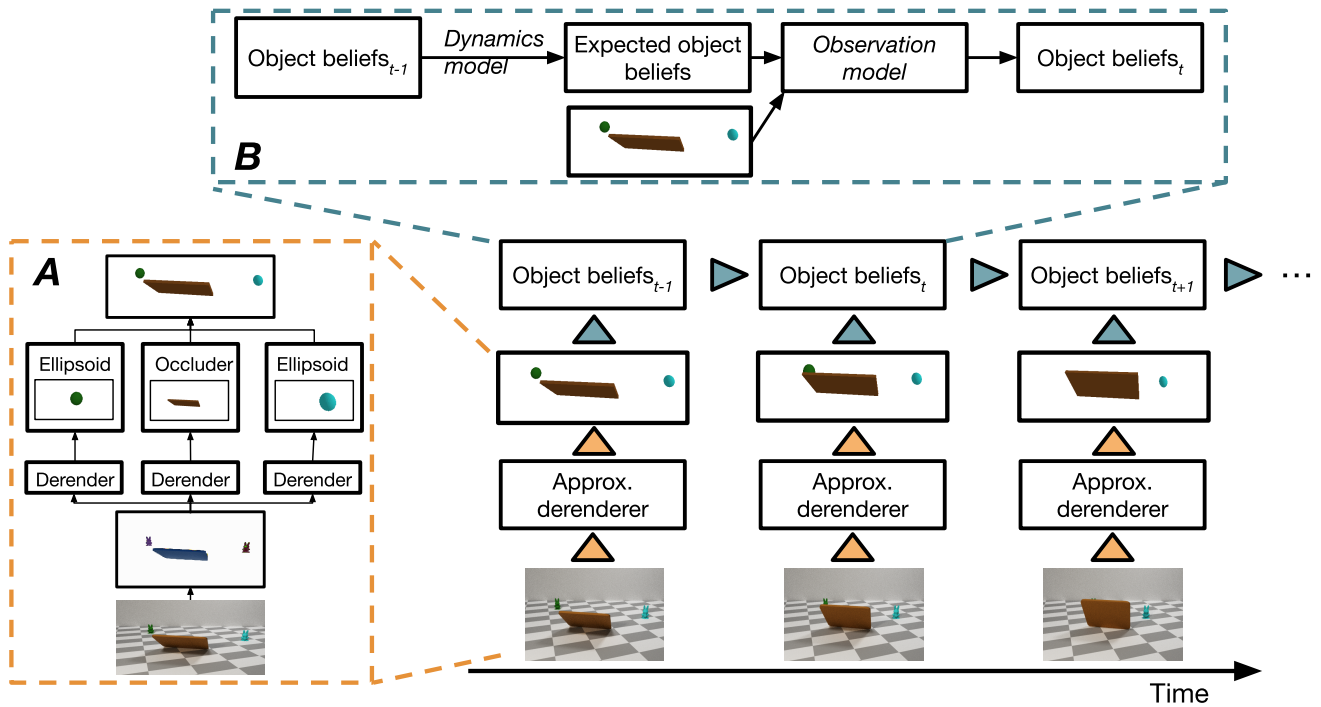 Object beliefs t-1
Dynamics
model
Expected object
beliefs
Observation
model
Object beliefs t
B
A
Ellipsoid
Occluder
Ellipsoid
Derender
Derender
Derender
Object beliefs t-1
Object beliefs t
Object beliefs t+1
...
Approx.
derenderer
Approx.
derenderer
Approx.
derenderer
Time